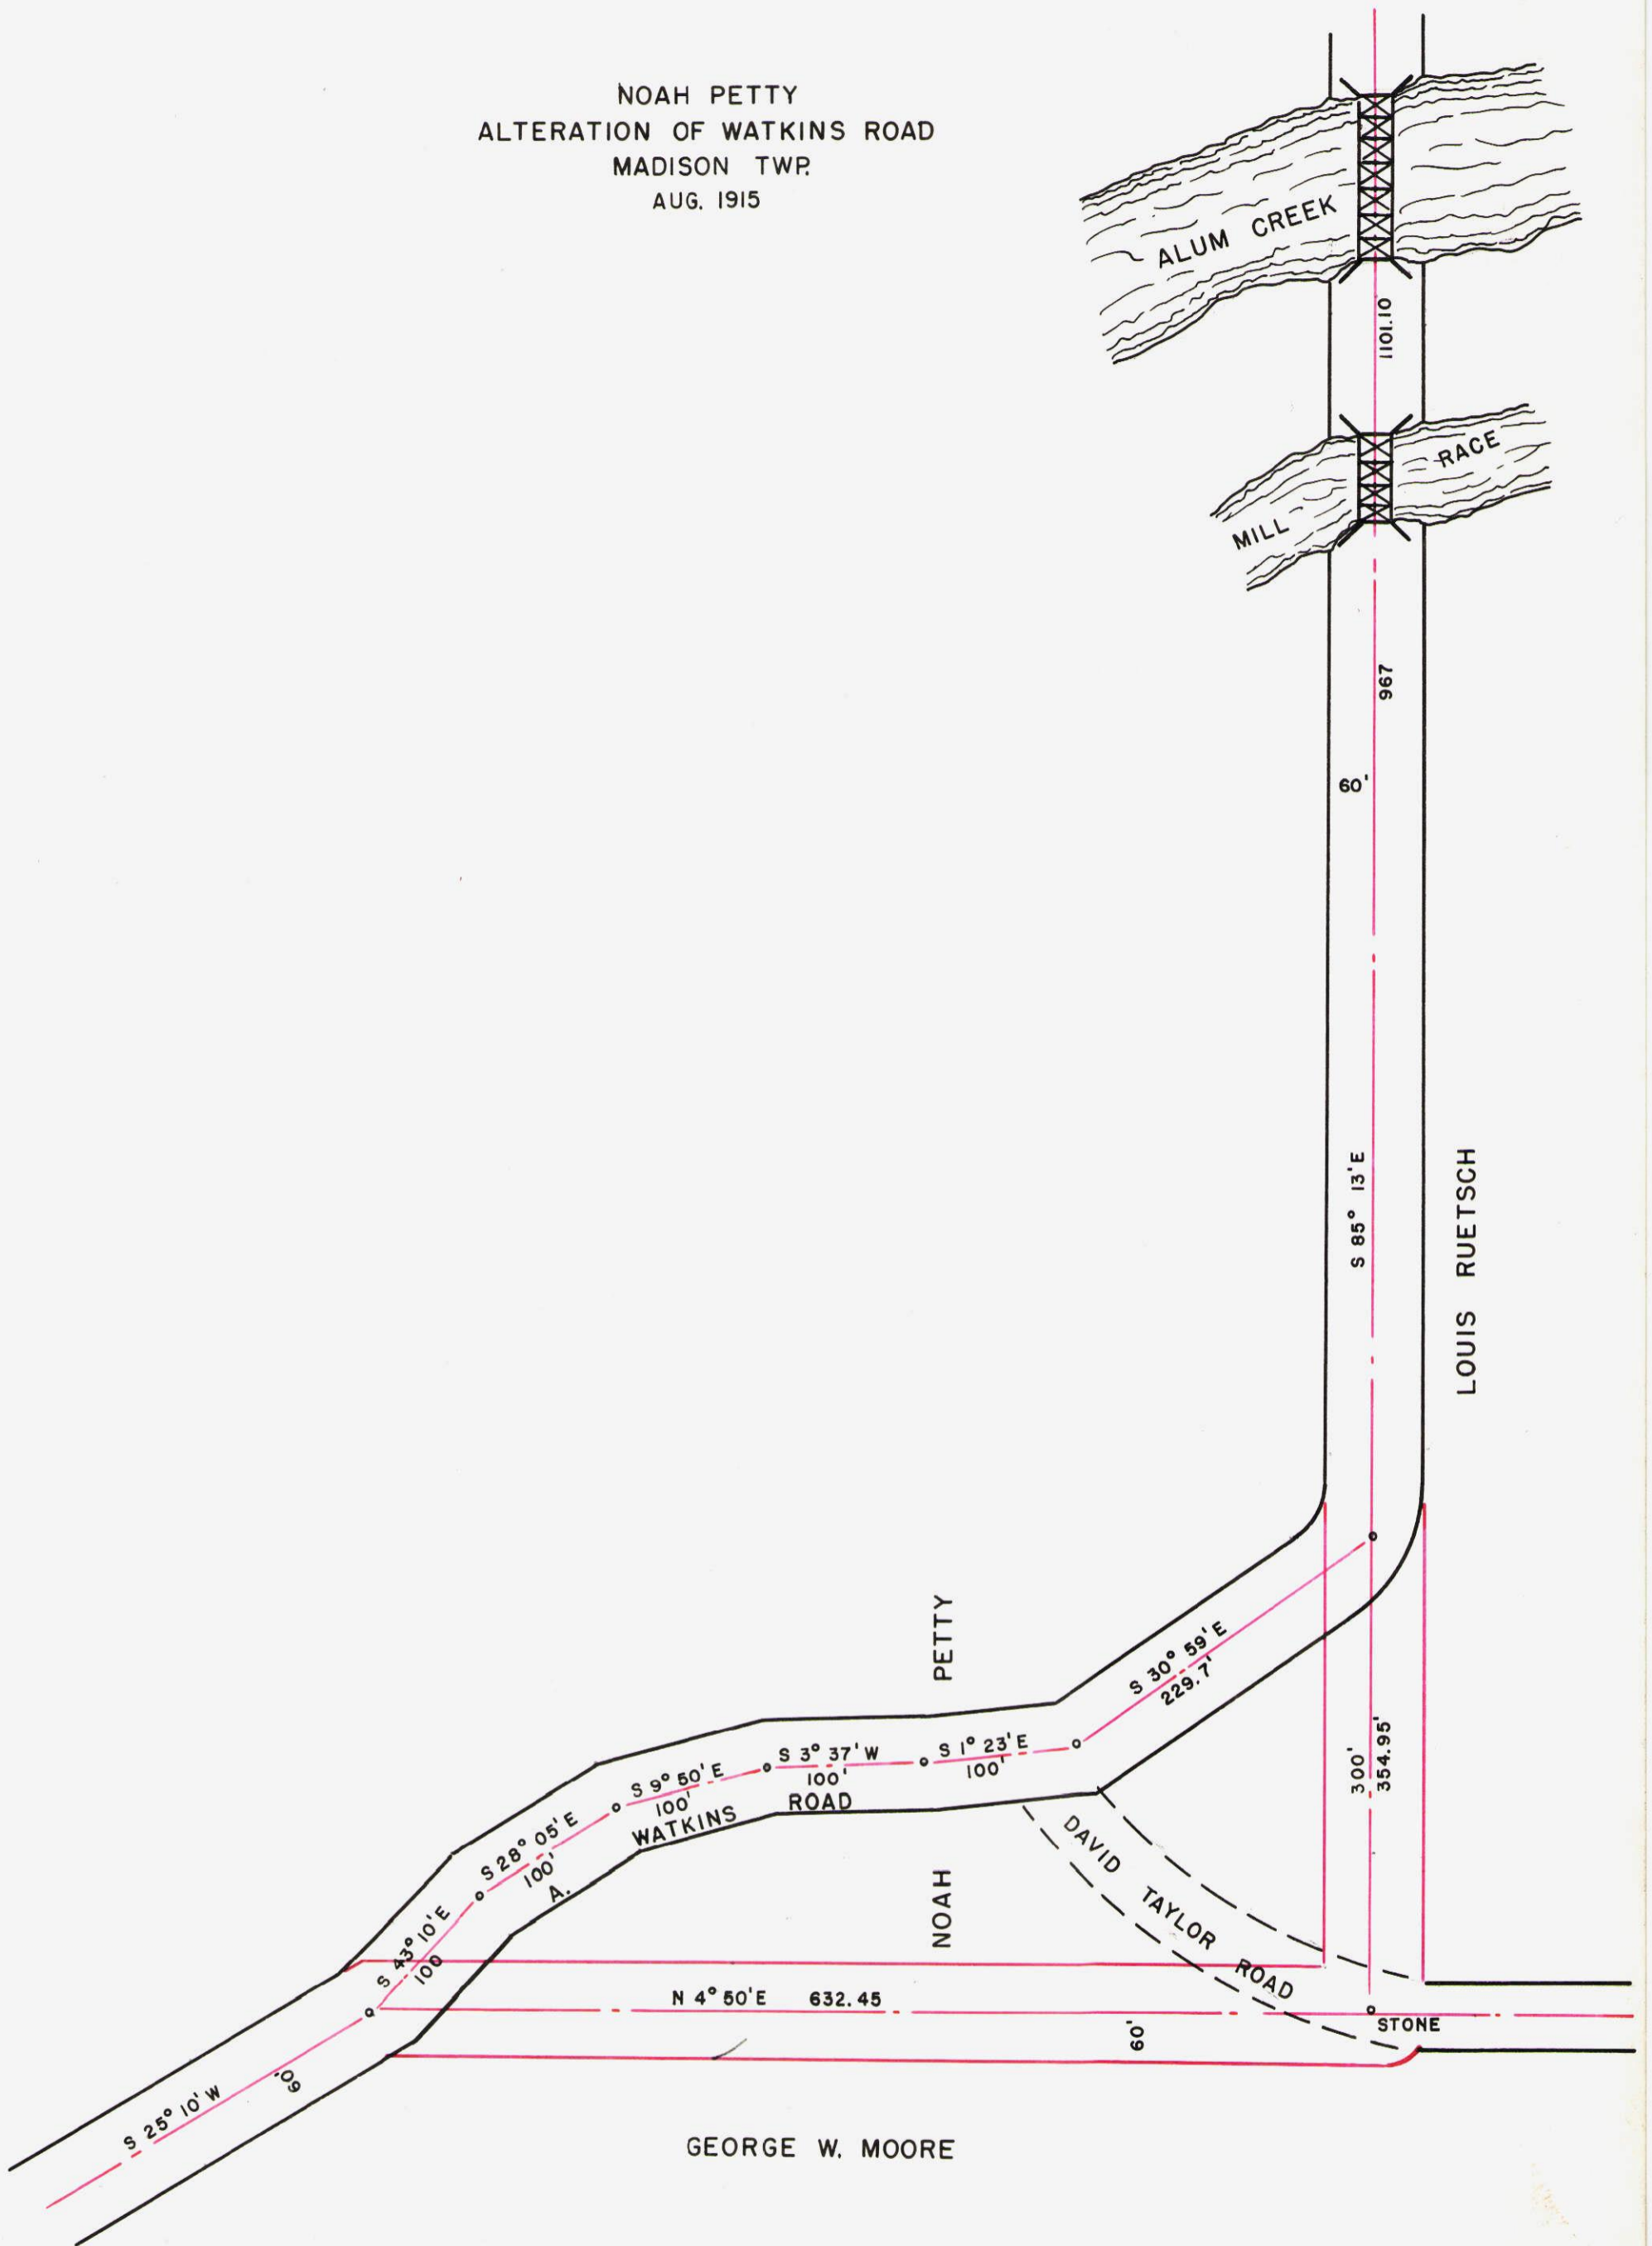 NOAH PETTY
ALTERATION OF WATKINS ROAD
MADISON TWP.
AUG. 1915
ALUM CREEK
1101.10
MILL RACE
967
60'
S 85° 13' E
LOUIS RUETSCH
NOAH PETTY
S 30° 59' E
229.7'
S 1° 23' E
100'
S 3° 37' W
100'
S 9° 50' E
100'
S 28° 05' E
100'
S 43° 10' E
100
A. WATKINS ROAD
300'
354.95'
DAVID TAYLOR ROAD
N 4° 50' E 632.45
60'
STONE
S 25° 10' W
60'
GEORGE W. MOORE